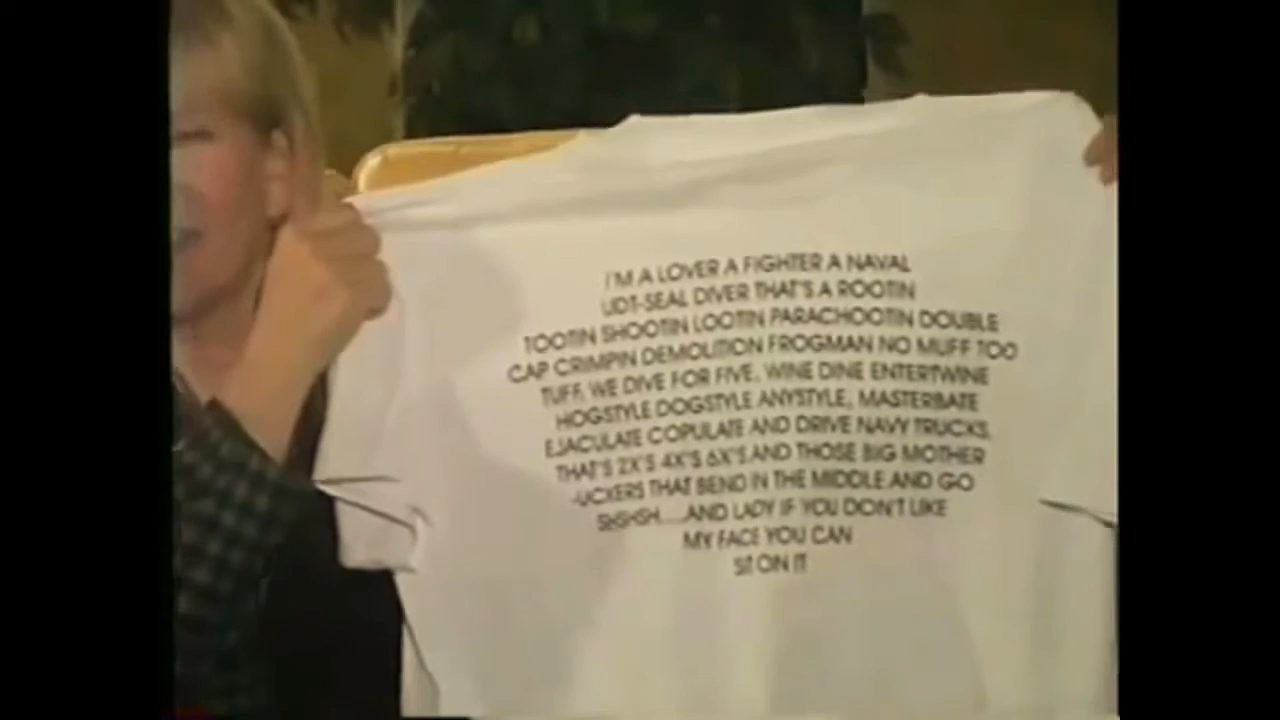 I'M A LOVER A FIGHTER A NAVAL
UDT-SEAL DIVER THAT'S A ROOTIN
TOOTIN SHOOTIN LOOTIN PARACHOOTIN DOUBLE
CAP CRIMPIN DEMOLITION FROGMAN NO MUFF TOO
TUFF, WE DIVE FOR FIVE, WINE DINE ENTERTWINE
HOGSTYLE DOGSTYLE ANYSTYLE, MASTERBATE
EJACULATE COPULATE AND DRIVE NAVY TRUCKS,
THAT'S 2X'S 4X'S 6X'S AND THOSE BIG MOTHER
-UCKERS THAT BEND IN THE MIDDLE AND GO
SHSHSH.....AND LADY IF YOU DON'T LIKE
MY FACE YOU CAN
SIT ON IT